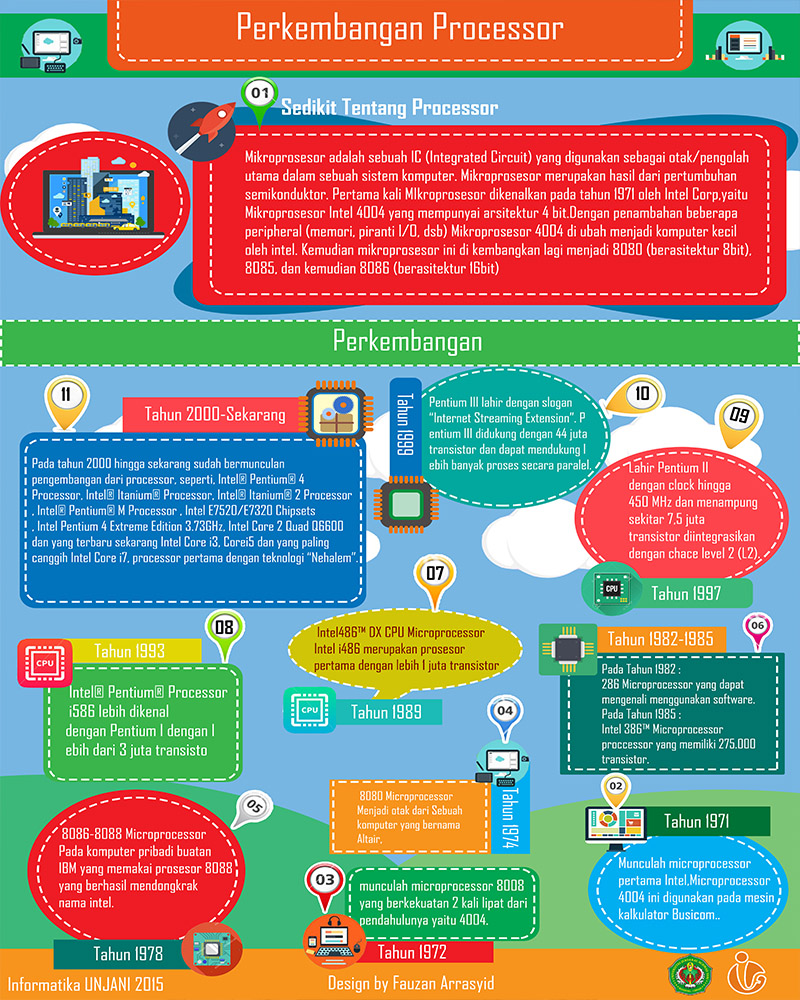 Perkembangan Processor
01
Sedikit Tentang Processor
Mikroprosesor adalah sebuah IC (Integrated Circuit) yang digunakan sebagai otak/pengolah
utama dalam sebuah sistem komputer. Mikroprosesor merupakan hasil dari pertumbuhan
semikonduktor. Pertama kali MIkroprosesor dikenalkan pada tahun 1971 oleh Intel Corp,yaitu
Mikroprosesor Intel 4004 yang mempunyai arsitektur 4 bit.Dengan penambahan beberapa
peripheral (memori, piranti I/O, dsb) Mikroprosesor 4004 di ubah menjadi komputer kecil
oleh intel. Kemudian mikroprosesor ini di kembangkan lagi menjadi 8080 (berasitektur 8bit),
8085, dan kemudian 8086 (berasitektur 16bit)
Perkembangan
11
Tahun 2000-Sekarang
Pada tahun 2000 hingga sekarang sudah bermunculan
pengembangan dari processor, seperti, Intel® Pentium® 4
Processor, Intel® Itanium® Processor, Intel® Itanium® 2 Processor
, Intel® Pentium® M Processor , Intel E7520/E7320 Chipsets
, Intel Pentium 4 Extreme Edition 3.73GHz, Intel Core 2 Quad Q6600
dan yang terbaru sekarang Intel Core i3, Corei5 dan yang paling
canggih Intel Core i7, processor pertama dengan teknologi “Nehalem”.
Tahun 1999
10
Pentium III lahir dengan slogan
“Internet Streaming Extension”. P
entium III didukung dengan 44 juta
transistor dan dapat mendukung l
ebih banyak proses secara paralel.
09
Lahir Pentium II
dengan clock hingga
450 MHz dan menampung
sekitar 7,5 juta
transistor diintegrasikan
dengan chace level 2 (L2).
CPU
Tahun 1997
08
Tahun 1993
CPU
Intel® Pentium® Processor
i586 lebih dikenal
dengan Pentium I dengan l
ebih dari 3 juta transisto
07
Intel486™ DX CPU Microprocessor
Intel i486 merupakan prosesor
pertama dengan lebih 1 juta transistor
CPU
Tahun 1989
06
Tahun 1982-1985
Pada Tahun 1982 :
286 Microprocessor yang dapat
mengenali menggunakan software.
Pada Tahun 1985 :
Intel 386™ Microprocessor
proccessor yang memiliki 275.000
transistor.
05
8086-8088 Microprocessor
Pada komputer pribadi buatan
IBM yang memakai prosesor 8088
yang berhasil mendongkrak
nama intel.
Tahun 1978
04
Tahun 1974
8080 Microprocessor
Menjadi otak dari Sebuah
komputer yang bernama
Altair.
03
munculah microprocessor 8008
yang berkekuatan 2 kali lipat dari
pendahulunya yaitu 4004.
Tahun 1972
02
Tahun 1971
Munculah microprocessor
pertama Intel,Microprocessor
4004 ini digunakan pada mesin
kalkulator Busicom..
Informatika UNJANI 2015
Design by Fauzan Arrasyid